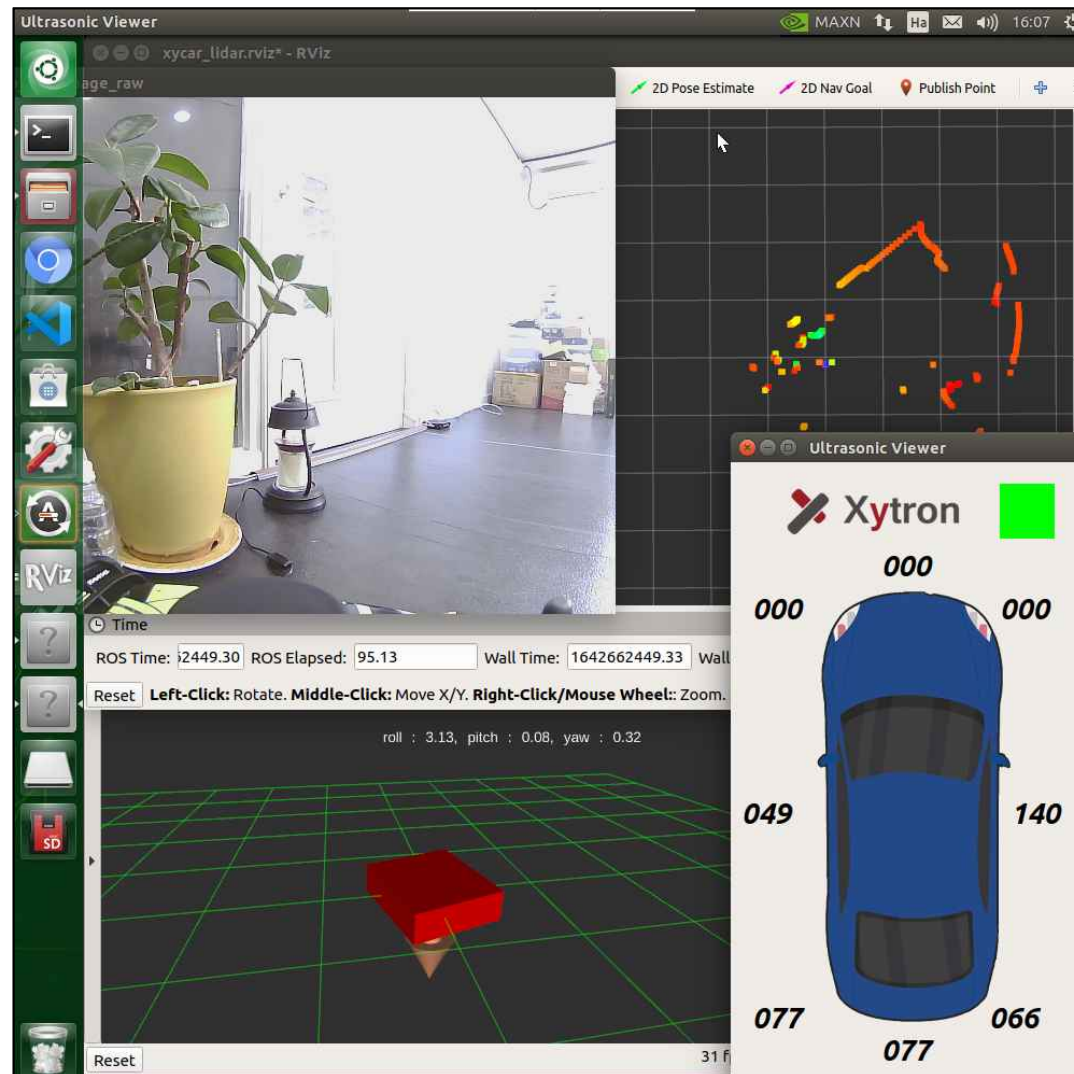 Ultrasonic Viewer
MAXN
Ha
16:07
xycar_lidar.rviz* - RViz
age_raw
2D Pose Estimate
2D Nav Goal
Publish Point
>_
RViz
?
?
SD
Ultrasonic Viewer
Xytron
000
000
000
049
140
077
066
077
Time
ROS Time: 52449.30 ROS Elapsed: 95.13 Wall Time: 1642662449.33 Wall
Reset Left-Click: Rotate. Middle-Click: Move X/Y. Right-Click/Mouse Wheel:: Zoom.
roll : 3.13, pitch : 0.08, yaw : 0.32
Reset
31 f